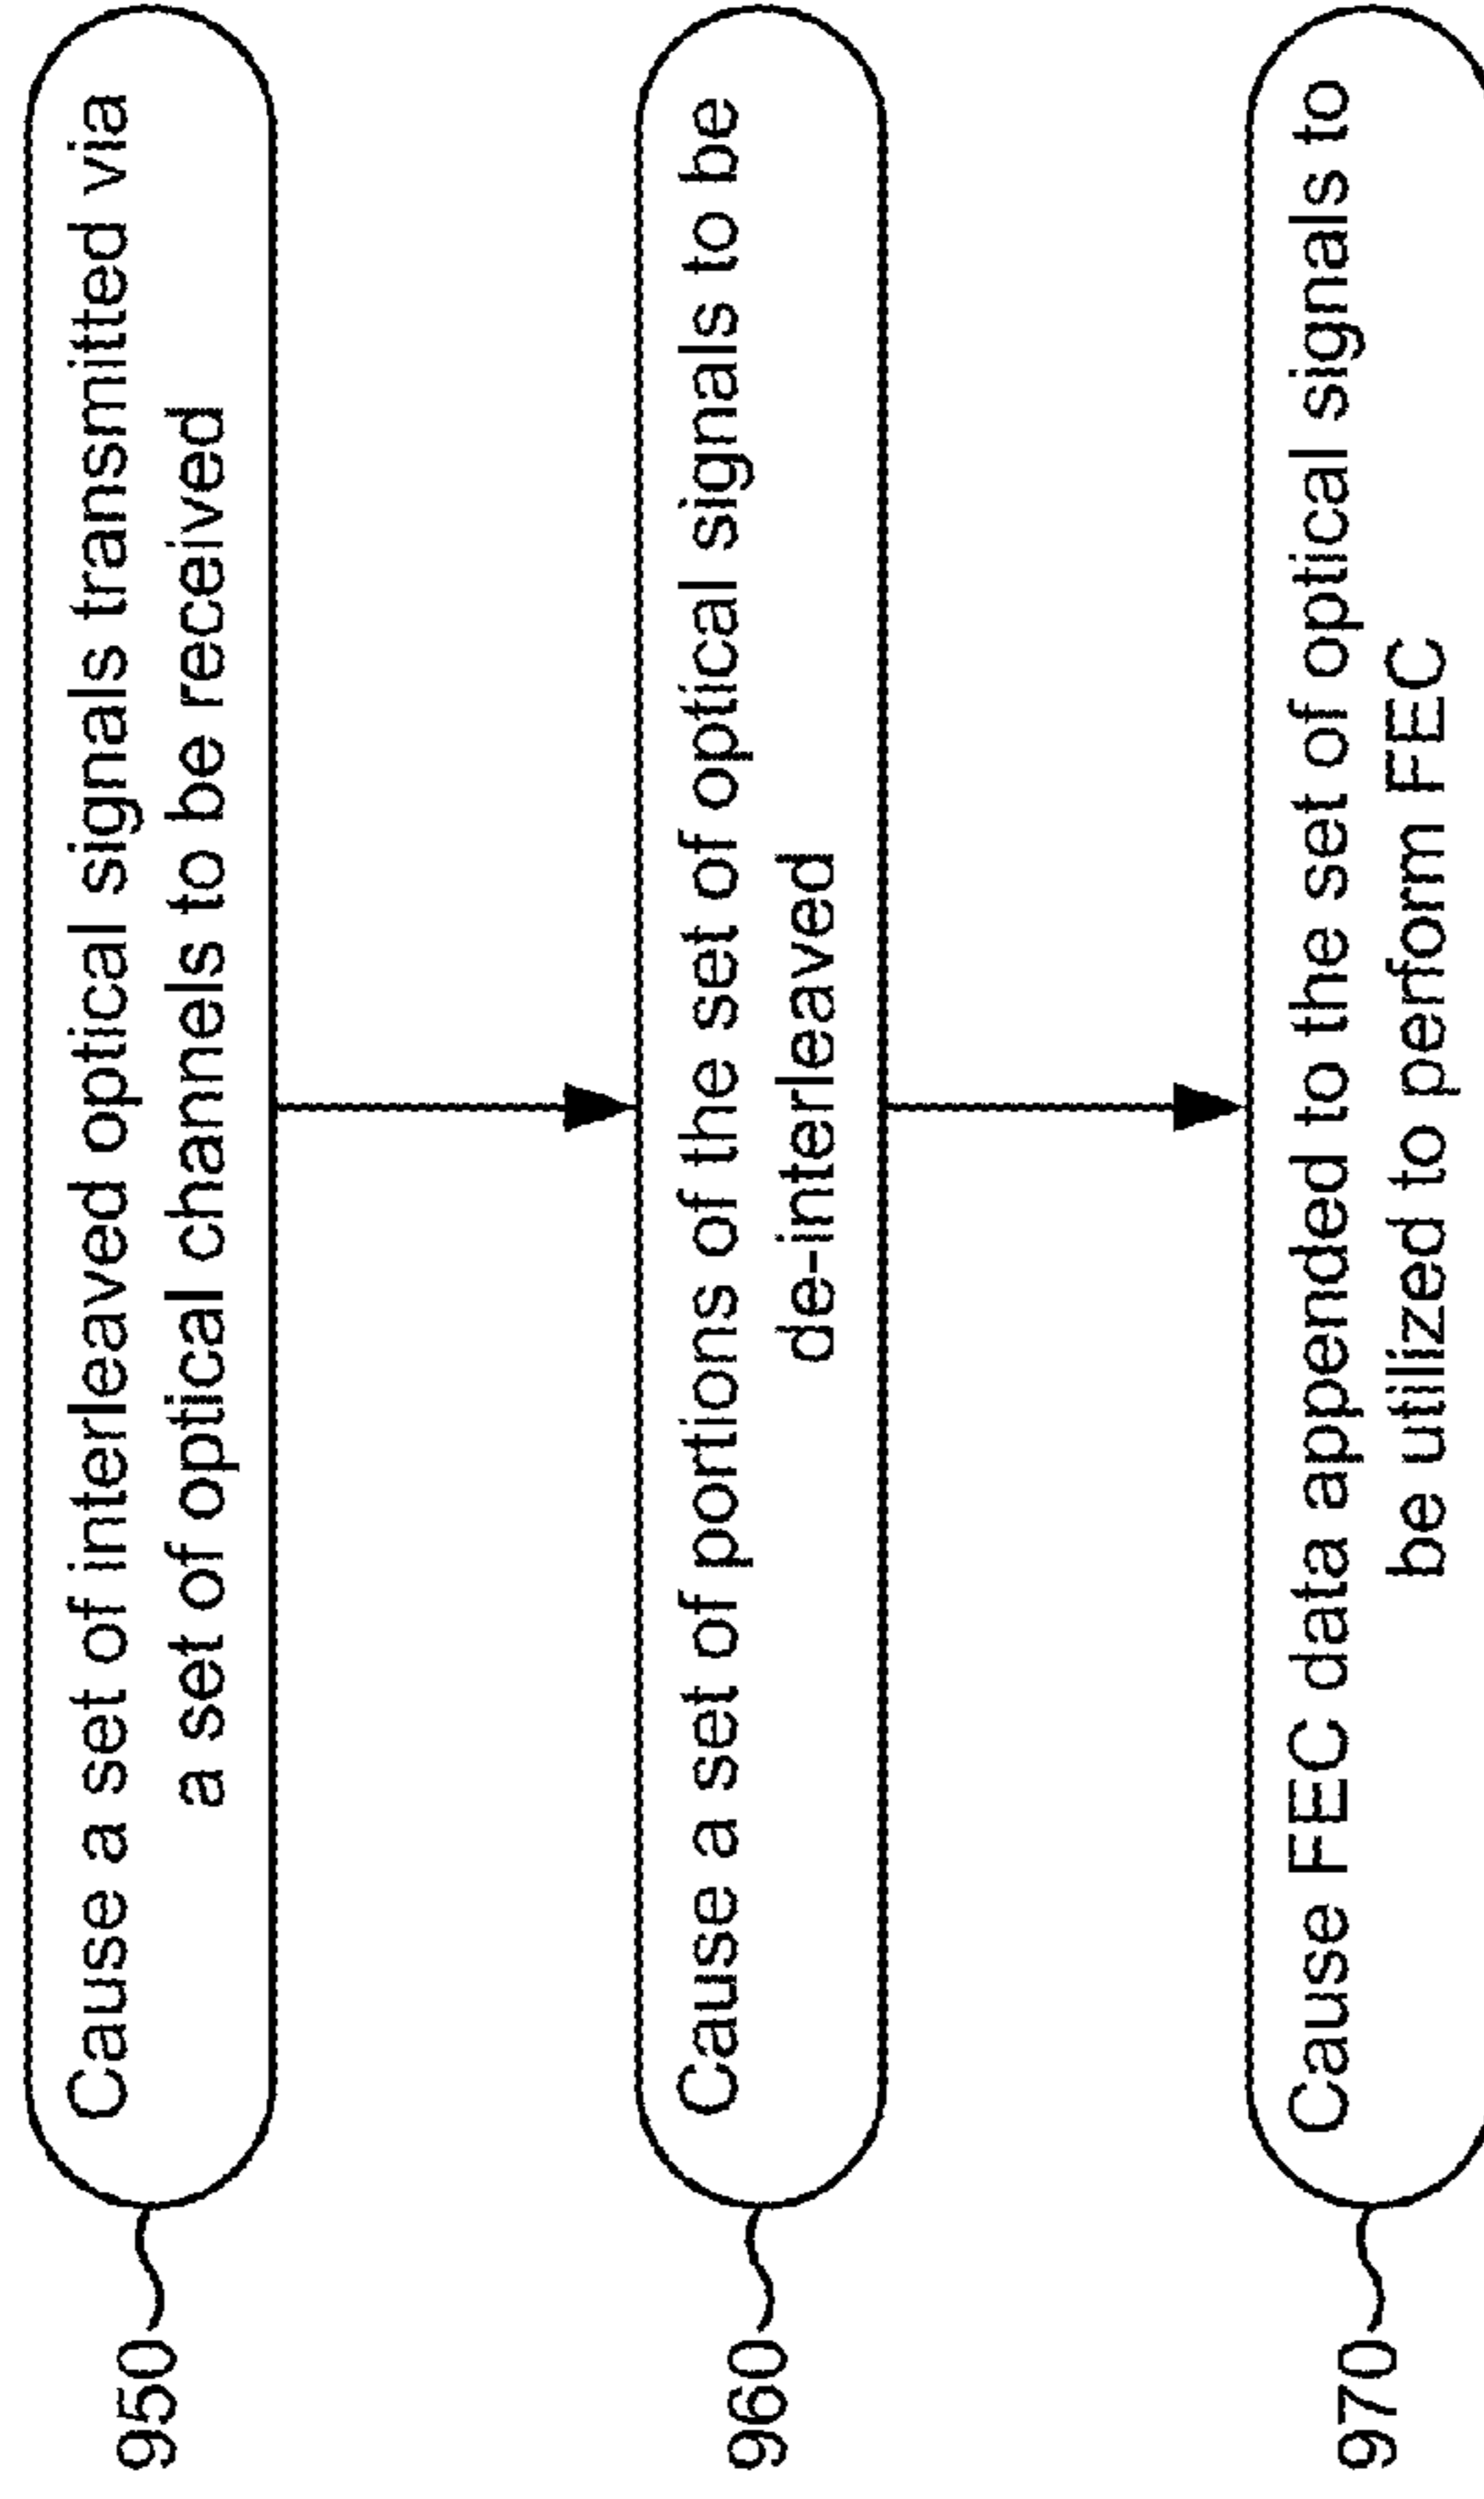 950
Cause a set of interleaved optical signals transmitted via
a set of optical channels to be received
960
Cause a set of portions of the set of optical signals to be
de-interleaved
970
Cause FEC data appended to the set of optical signals to
be utilized to perform FEC